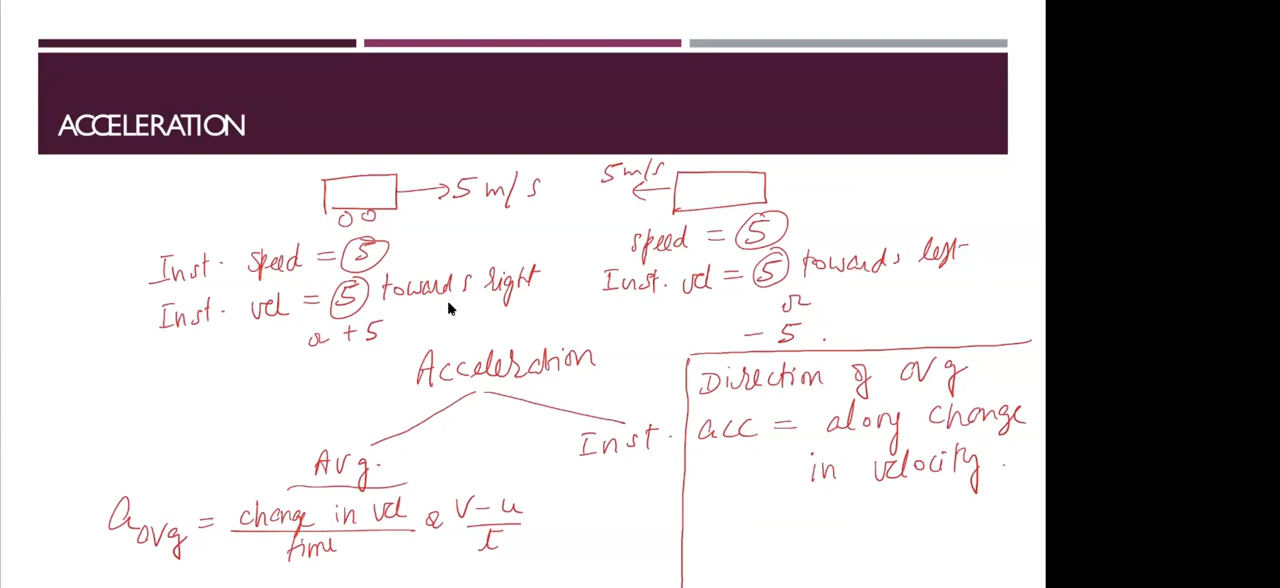 ACCELERATION
5 m/s
5m/s
Inst. speed = 5
Inst. vel = 5 towards right
or + 5
speed = 5
Inst. vel = 5 towards left
or
- 5 .
Acceleration
Avg.
Inst.
aavg = change in vel / time or v - u / t
Direction of avg
acc = along change
in velocity .